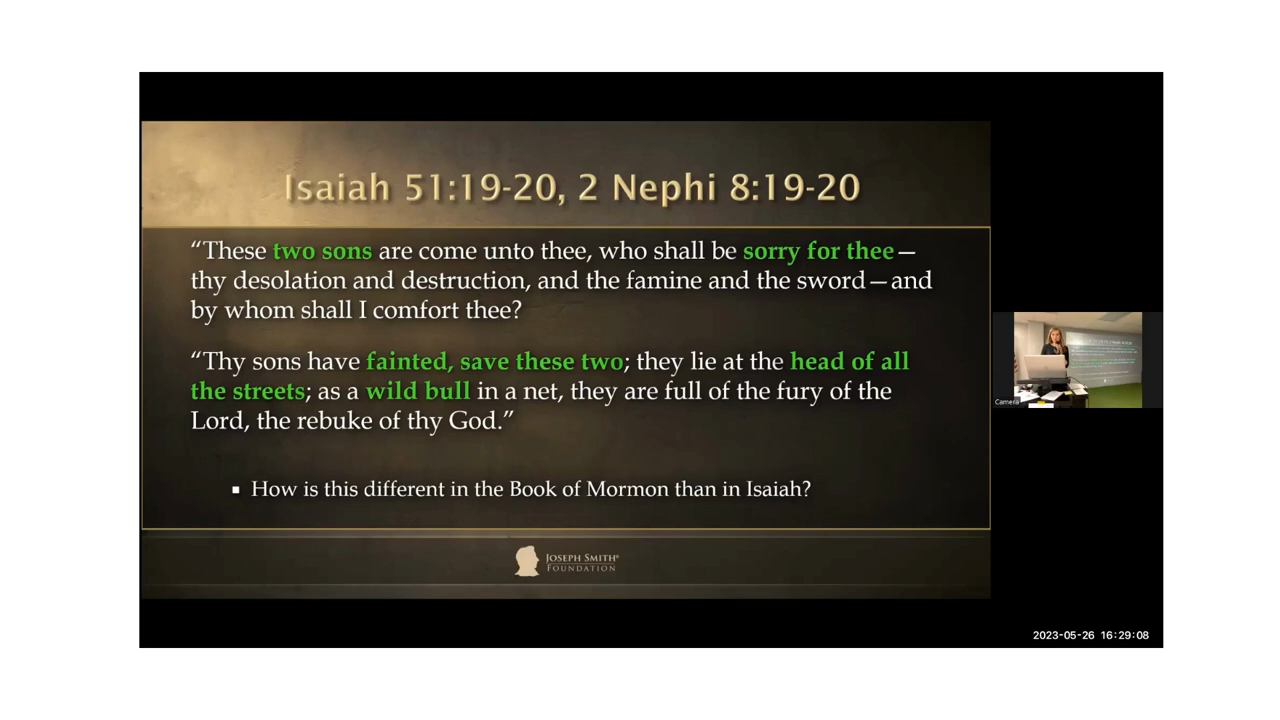 Isaiah 51:19-20, 2 Nephi 8:19-20
“These two sons are come unto thee, who shall be sorry for thee—
thy desolation and destruction, and the famine and the sword—and
by whom shall I comfort thee?
“Thy sons have fainted, save these two; they lie at the head of all
the streets; as a wild bull in a net, they are full of the fury of the
Lord, the rebuke of thy God.”
▪ How is this different in the Book of Mormon than in Isaiah?
JOSEPH SMITH®
FOUNDATION
Camera
2023-05-26 16:29:08